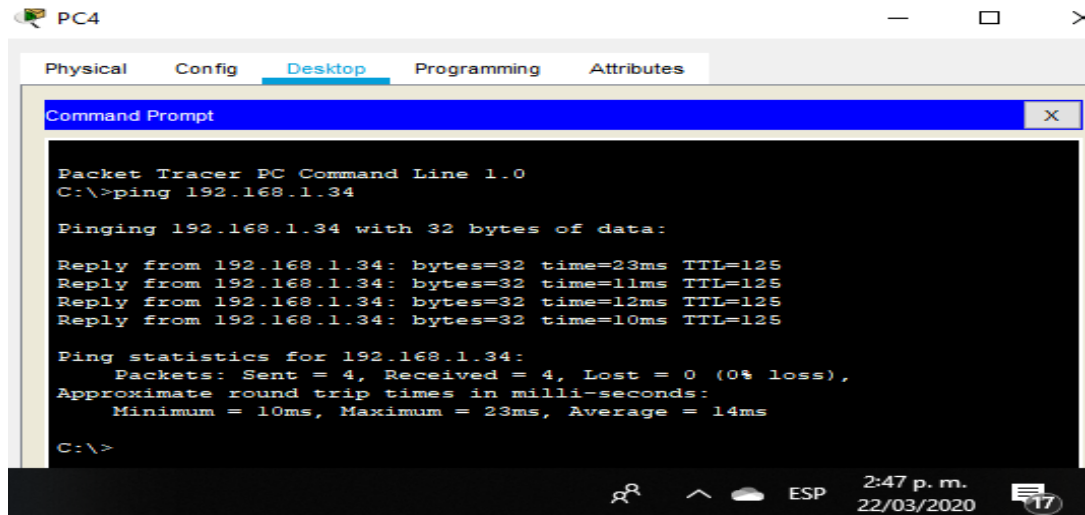 PC4
Physical Config Desktop Programming Attributes
Command Prompt
X
Packet Tracer PC Command Line 1.0
C:\>ping 192.168.1.34
Pinging 192.168.1.34 with 32 bytes of data:
Reply from 192.168.1.34: bytes=32 time=23ms TTL=125
Reply from 192.168.1.34: bytes=32 time=11ms TTL=125
Reply from 192.168.1.34: bytes=32 time=12ms TTL=125
Reply from 192.168.1.34: bytes=32 time=10ms TTL=125
Ping statistics for 192.168.1.34:
Packets: Sent = 4, Received = 4, Lost = 0 (0% loss),
Approximate round trip times in milli-seconds:
Minimum = 10ms, Maximum = 23ms, Average = 14ms
C:\>
ESP
2:47 p. m.
22/03/2020
17